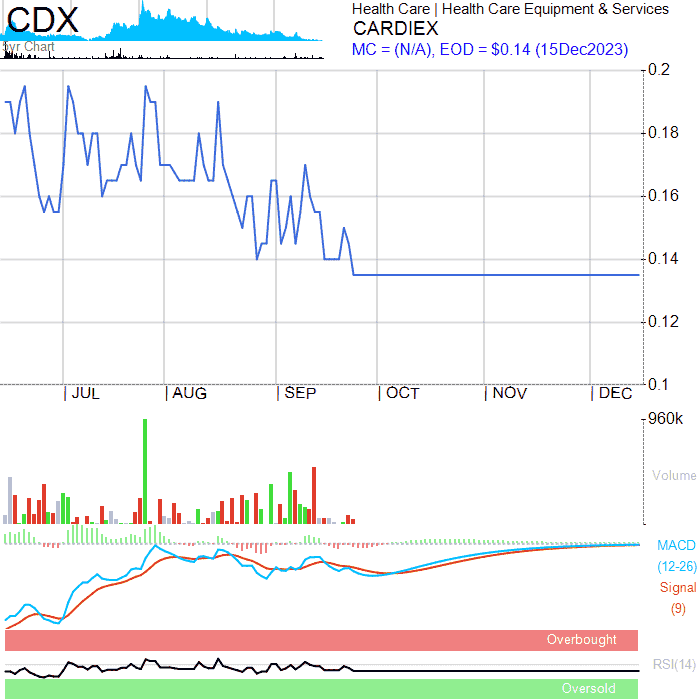 CDX
5yr Chart
Health Care | Health Care Equipment & Services
CARDIEX
MC = (N/A), EOD = $0.14 (15Dec2023)
0.2
0.18
0.16
0.14
0.12
0.1
JUL AUG SEP OCT NOV DEC
960k
Volume
MACD
(12-26)
Signal
(9)
Overbought
RSI(14)
Oversold